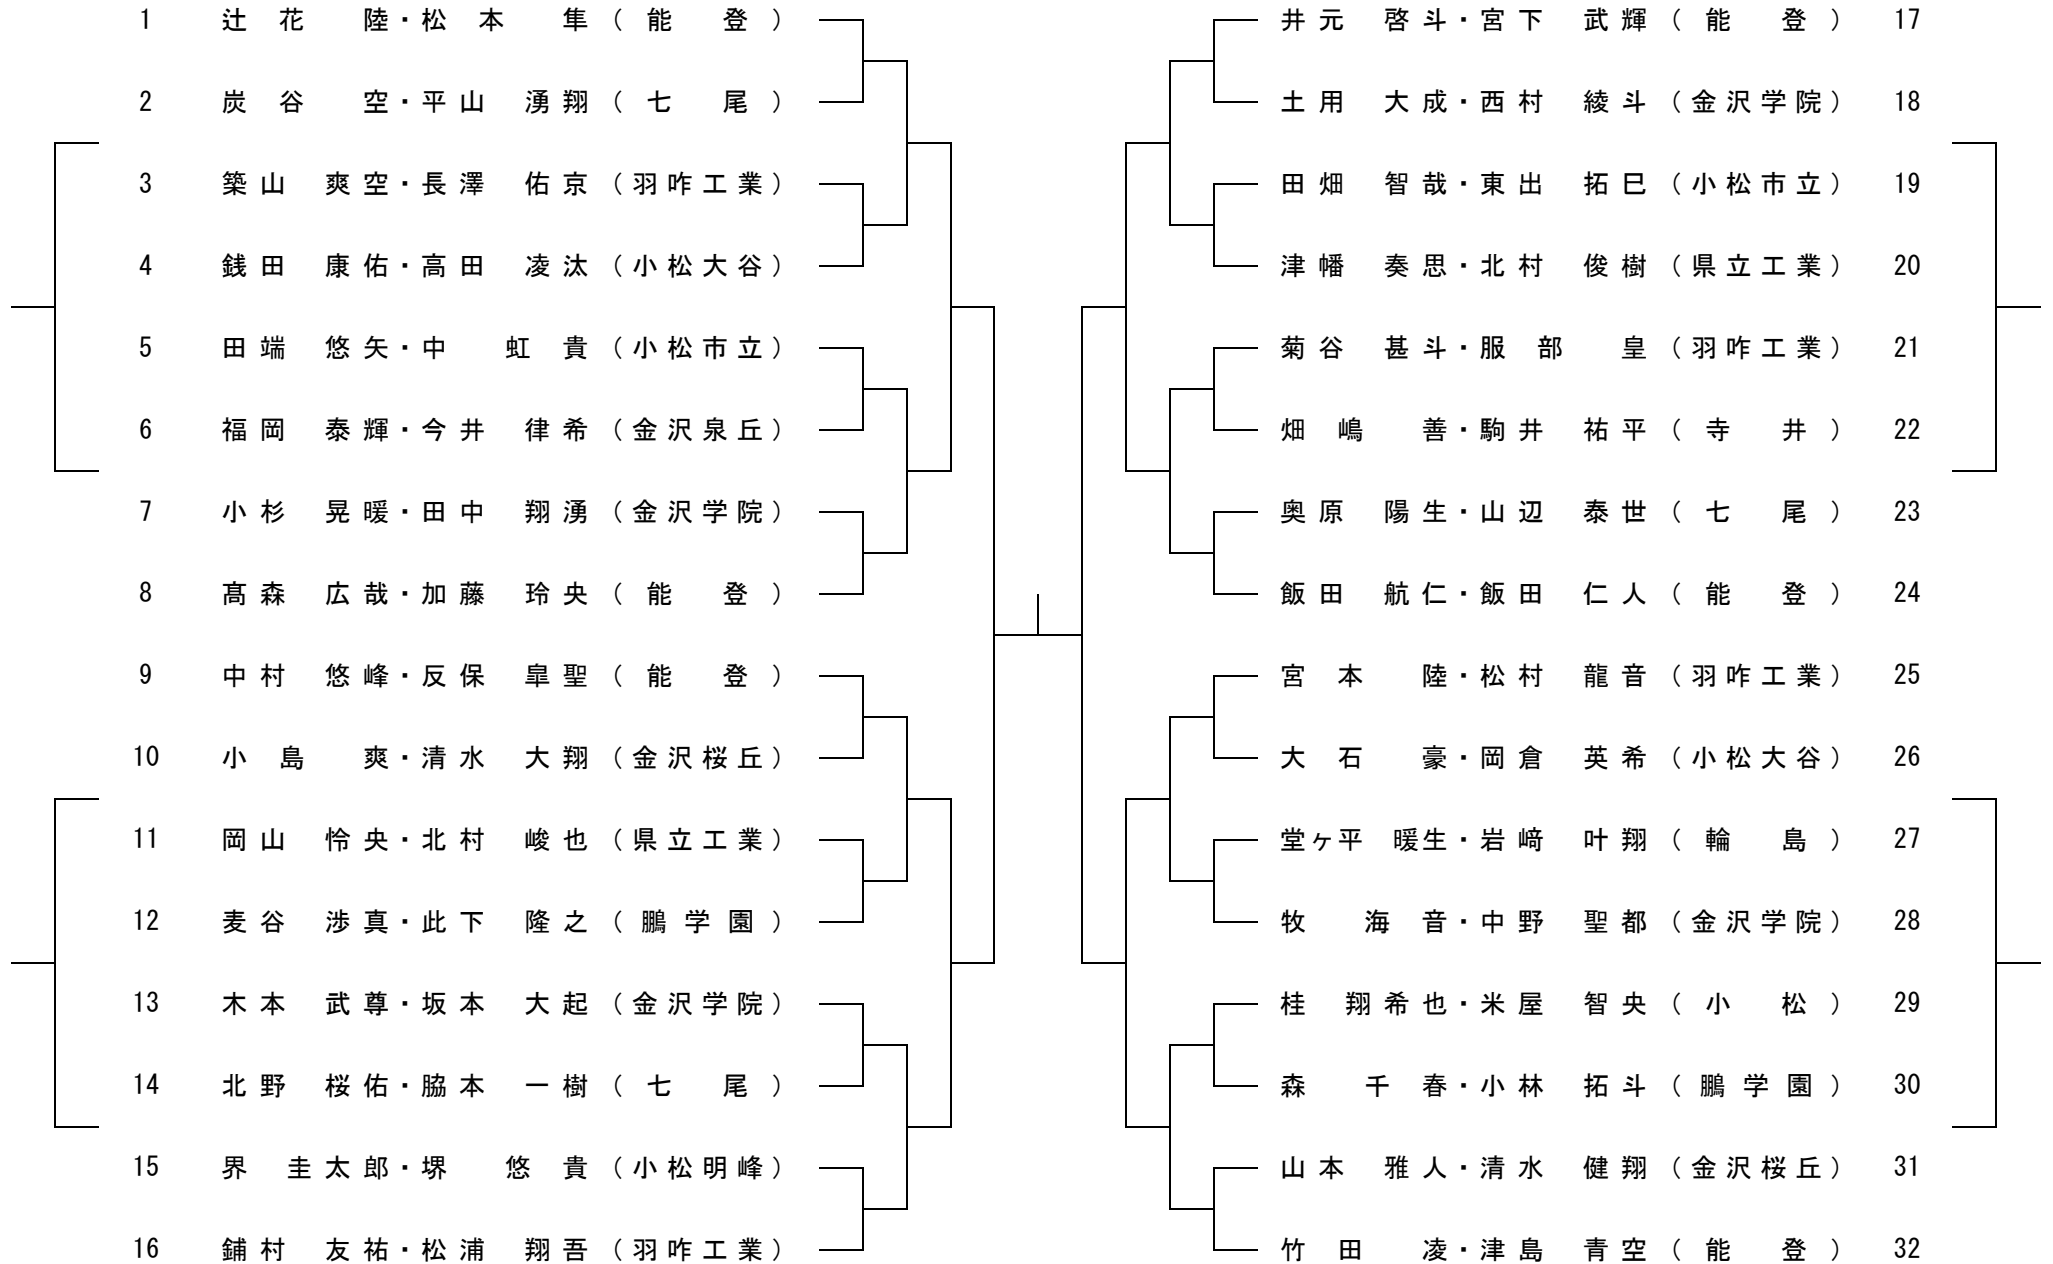 1 辻花 陸・松本 隼（能登）
2 炭谷 空・平山 湧翔（七尾）
3 築山 爽空・長澤 佑京（羽咋工業）
4 銭田 康佑・高田 凌汰（小松大谷）
5 田端 悠矢・中 虹貴（小松市立）
6 福岡 泰輝・今井 律希（金沢泉丘）
7 小杉 晃暖・田中 翔湧（金沢学院）
8 髙森 広哉・加藤 玲央（能登）
9 中村 悠峰・反保 皐聖（能登）
10 小島 爽・清水 大翔（金沢桜丘）
11 岡山 怜央・北村 峻也（県立工業）
12 麦谷 渉真・此下 隆之（鵬学園）
13 木本 武尊・坂本 大起（金沢学院）
14 北野 桜佑・脇本 一樹（七尾）
15 界 圭太郎・堺 悠貴（小松明峰）
16 鋪村 友祐・松浦 翔吾（羽咋工業）
井元 啓斗・宮下 武輝（能登） 17
土用 大成・西村 綾斗（金沢学院） 18
田畑 智哉・東出 拓巳（小松市立） 19
津幡 奏思・北村 俊樹（県立工業） 20
菊谷 甚斗・服部 皇（羽咋工業） 21
畑嶋 善・駒井 祐平（寺井） 22
奥原 陽生・山辺 泰世（七尾） 23
飯田 航仁・飯田 仁人（能登） 24
宮本 陸・松村 龍音（羽咋工業） 25
大石 豪・岡倉 英希（小松大谷） 26
堂ヶ平 暖生・岩﨑 叶翔（輪島） 27
牧 海音・中野 聖都（金沢学院） 28
桂 翔希也・米屋 智央（小松） 29
森 千春・小林 拓斗（鵬学園） 30
山本 雅人・清水 健翔（金沢桜丘） 31
竹田 凌・津島 青空（能登） 32